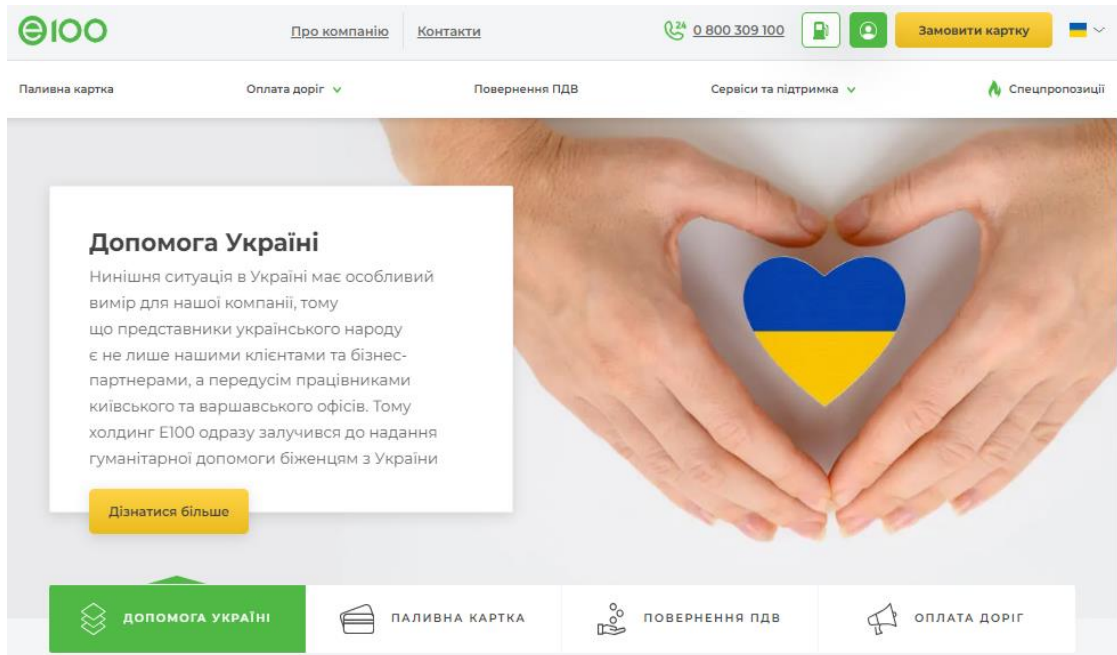 e100
Про компанію
Контакти
24
0 800 309 100
Замовити картку
Паливна картка
Оплата доріг
Повернення ПДВ
Сервіси та підтримка
Спецпропозиції
Допомога Україні
Нинішня ситуація в Україні має особливий
вимір для нашої компанії, тому
що представники українського народу
є не лише нашими клієнтами та бізнес-
партнерами, а передусім працівниками
київського та варшавського офісів. Тому
холдинг Е100 одразу залучився до надання
гуманітарної допомоги біженцям з України
Дізнатися більше
ДОПОМОГА УКРАЇНІ
ПАЛИВНА КАРТКА
ПОВЕРНЕННЯ ПДВ
ОПЛАТА ДОРІГ